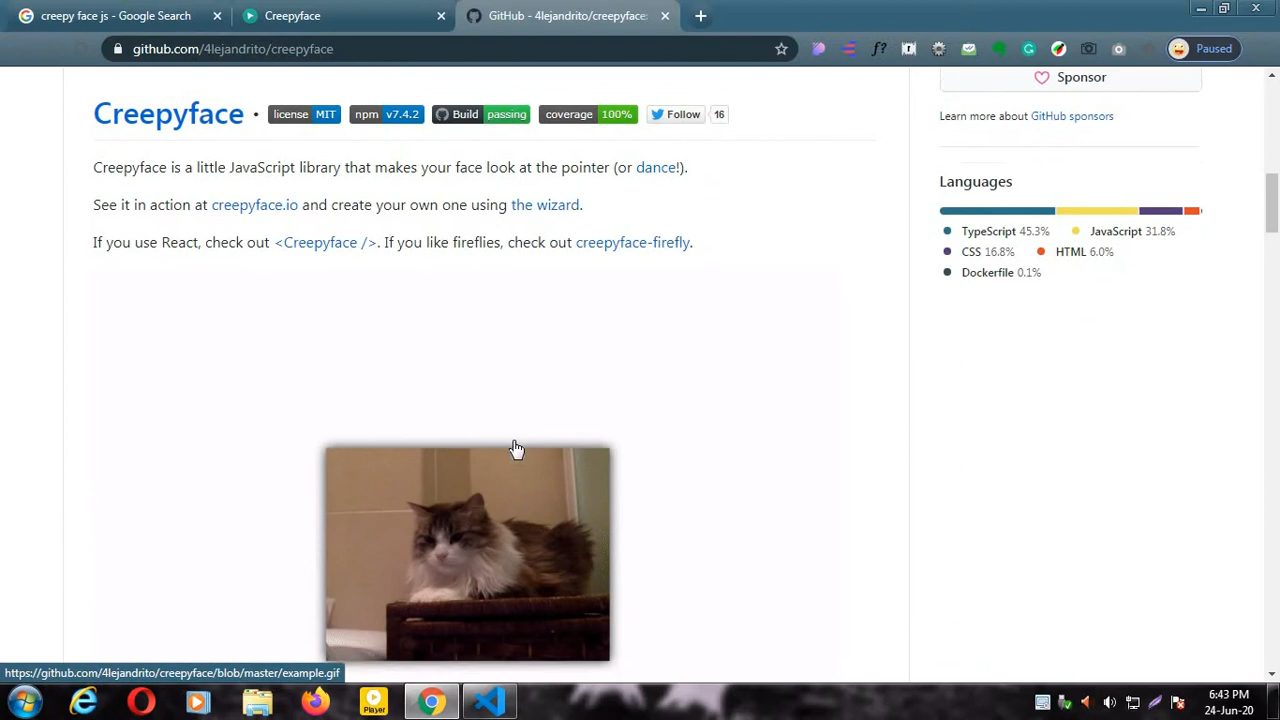 creepy face js - Google Search
Creepyface
GitHub - 4lejandrito/creepyface:
github.com/4lejandrito/creepyface
f?
Paused
Sponsor
Learn more about GitHub sponsors
Creepyface • license MIT npm v7.4.2 Build passing coverage 100% Follow 16
Creepyface is a little JavaScript library that makes your face look at the pointer (or dance!).
See it in action at creepyface.io and create your own one using the wizard.
If you use React, check out <Creepyface />. If you like fireflies, check out creepyface-firefly.
Languages
TypeScript 45.3% JavaScript 31.8%
CSS 16.8% HTML 6.0%
Dockerfile 0.1%
https://github.com/4lejandrito/creepyface/blob/master/example.gif
Player
6:43 PM
24-Jun-20